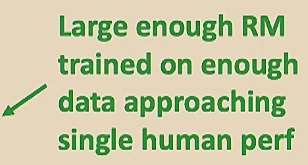 Large enough RM
trained on enough
data approaching
single human perf